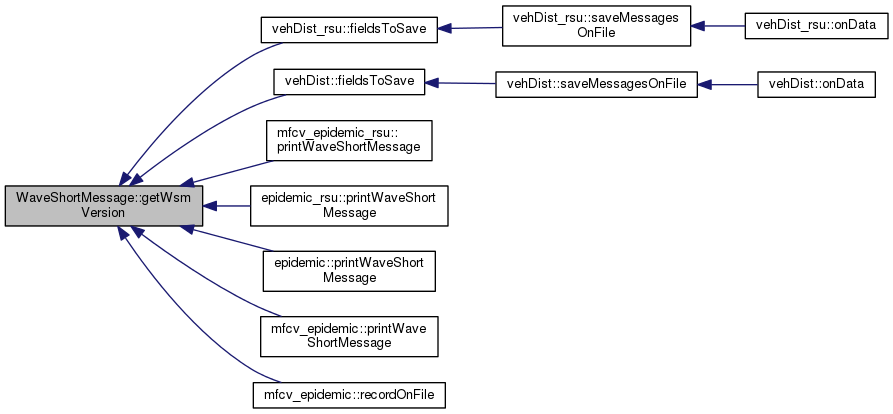 vehDist_rsu::fieldsToSave
vehDist_rsu::saveMessages
OnFile
vehDist_rsu::onData
vehDist::fieldsToSave
vehDist::saveMessagesOnFile
vehDist::onData
mfcv_epidemic_rsu::
printWaveShortMessage
WaveShortMessage::getWsm
Version
epidemic_rsu::printWaveShort
Message
epidemic::printWaveShort
Message
mfcv_epidemic::printWave
ShortMessage
mfcv_epidemic::recordOnFile